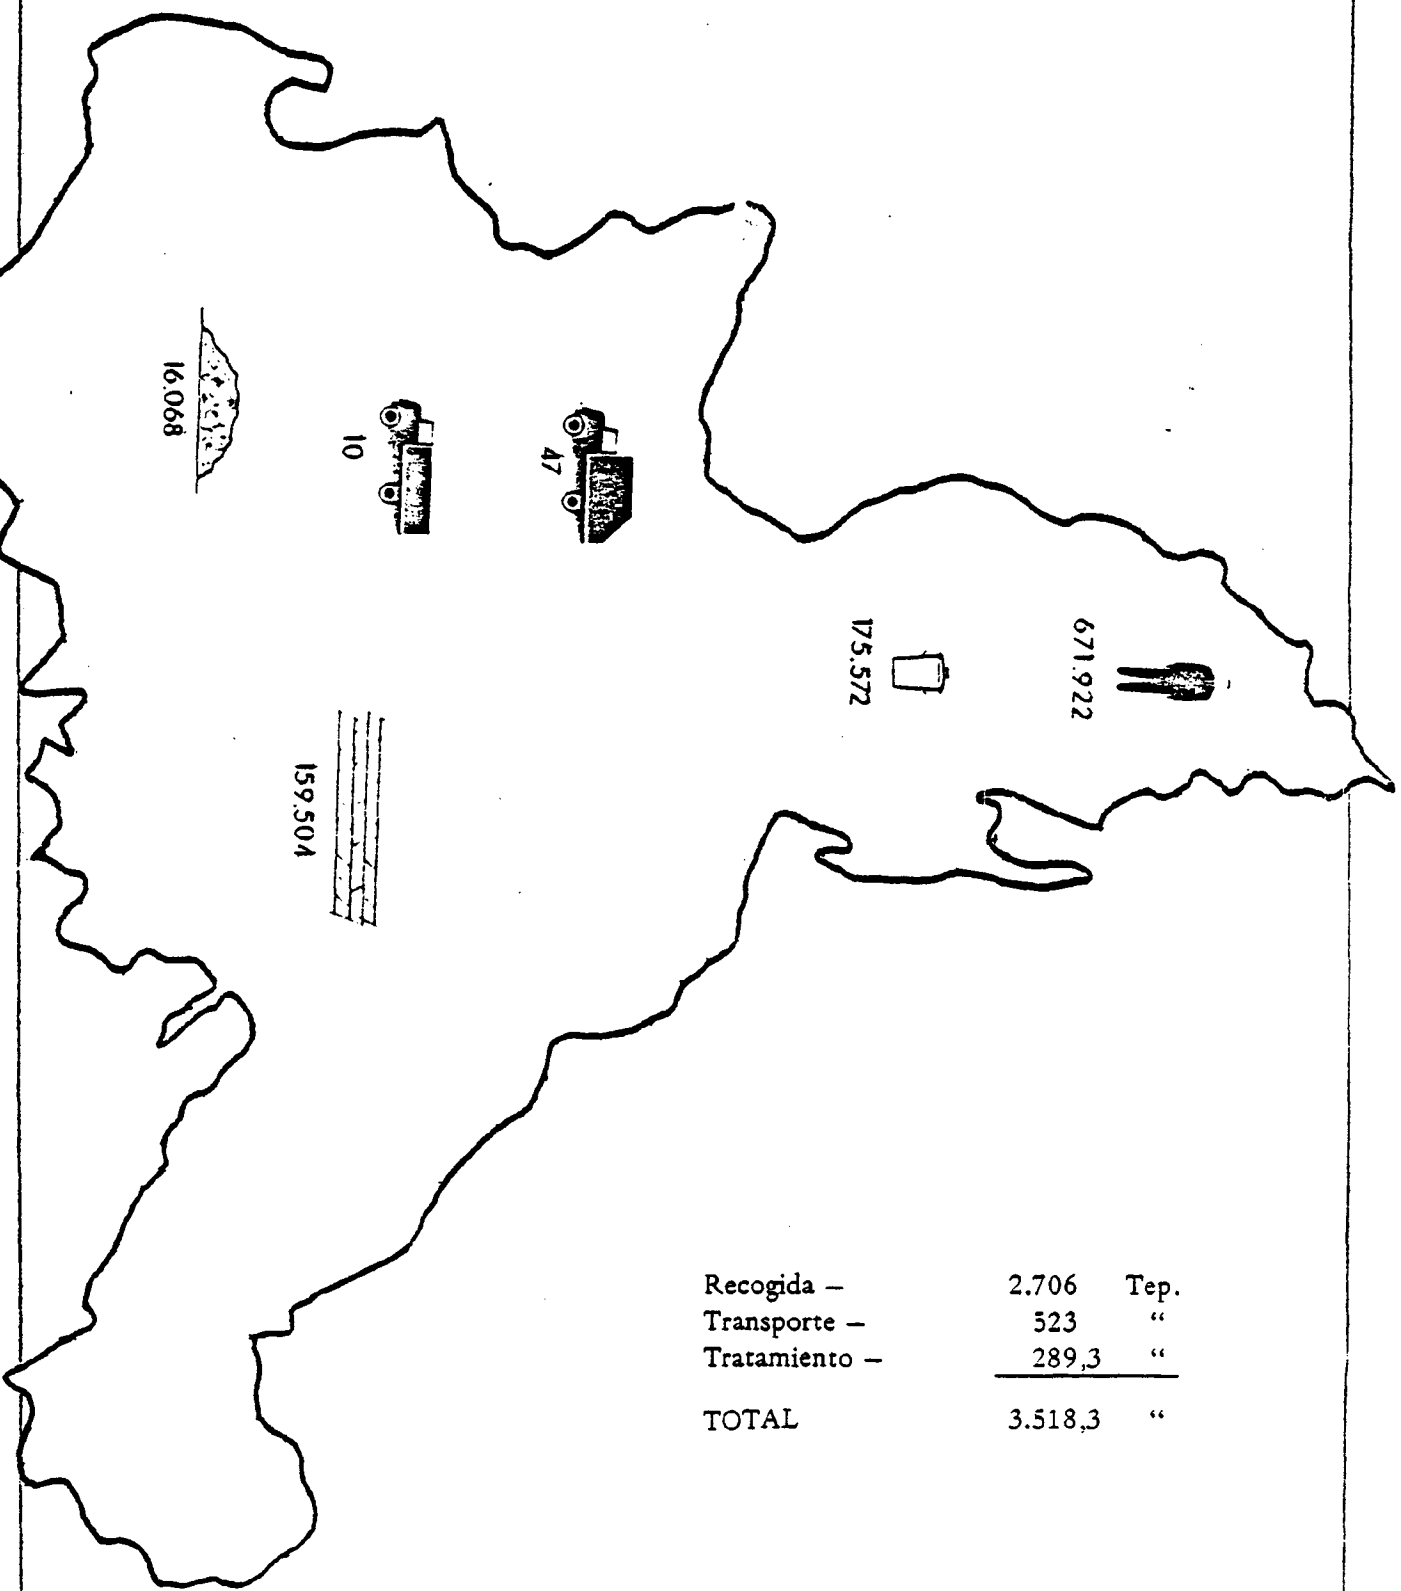 671.922
175.572
47
10
16.068
159.504
Recogida — 2.706 Tep.
Transporte — 523 “
Tratamiento — 289,3 “
TOTAL 3.518,3 “